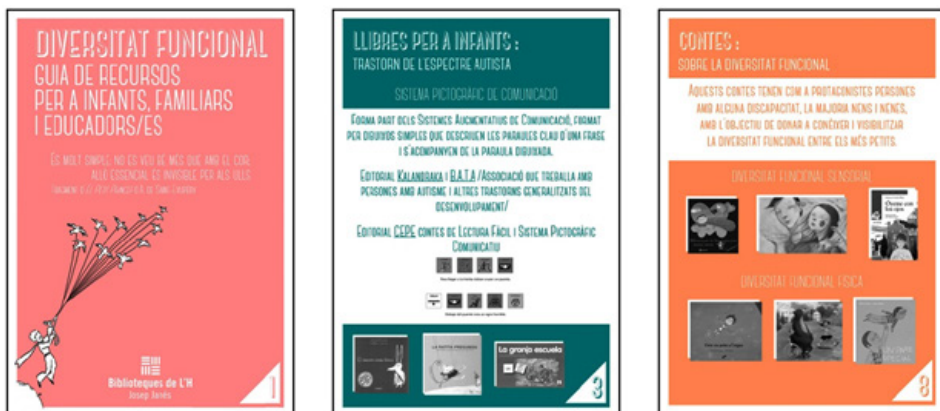 DIVERSITAT FUNCIONAL
GUIA DE RECURSOS
PER A INFANTS, FAMILIARS
I EDUCADORS/ES
ÉS MOLT SIMPLE: NO ES VEU BÉ MÉS QUE AMB EL COR;
ALLÒ ESSENCIAL ÉS INVISIBLE PER ALS ULLS.
Biblioteques de L'H
Josep Janés
1
LLIBRES PER A INFANTS :
TRASTORN DE L'ESPECTRE AUTISTA
SISTEMA PICTOGRÀFIC DE COMUNICACIÓ
FORMA PART DELS SISTEMES AUGMENTATIUS DE COMUNICACIÓ, FORMAT
PER DIBUIXOS SIMPLES QUE DESCRIUEN LES PARAULES CLAU D'UNA FRASE
I S'ACOMPANYEN DE LA PARAULA DIBUIXADA.
EDITORIAL KALANDRAKA I B.A.T.A /ASSOCIACIÓ QUE TREBALLA AMB
PERSONES AMB AUTISME I ALTRES TRASTORNS GENERALITZATS DEL
DESENVOLUPAMENT/
EDITORIAL CEPE CONTES DE LECTURA FÀCIL I SISTEMA PICTOGRÀFIC
COMUNICATIU
La granja escuela
3
CONTES :
SOBRE LA DIVERSITAT FUNCIONAL
AQUESTS CONTES TENEN COM A PROTAGONISTES PERSONES
AMB ALGUNA DISCAPACITAT, LA MAJORIA NENS I NENES,
AMB L'OBJECTIU DE DONAR A CONÈIXER I VISIBILITZAR
LA DIVERSITAT FUNCIONAL ENTRE ELS MÉS PETITS.
DIVERSITAT FUNCIONAL SENSORIAL
DIVERSITAT FUNCIONAL FÍSICA
8